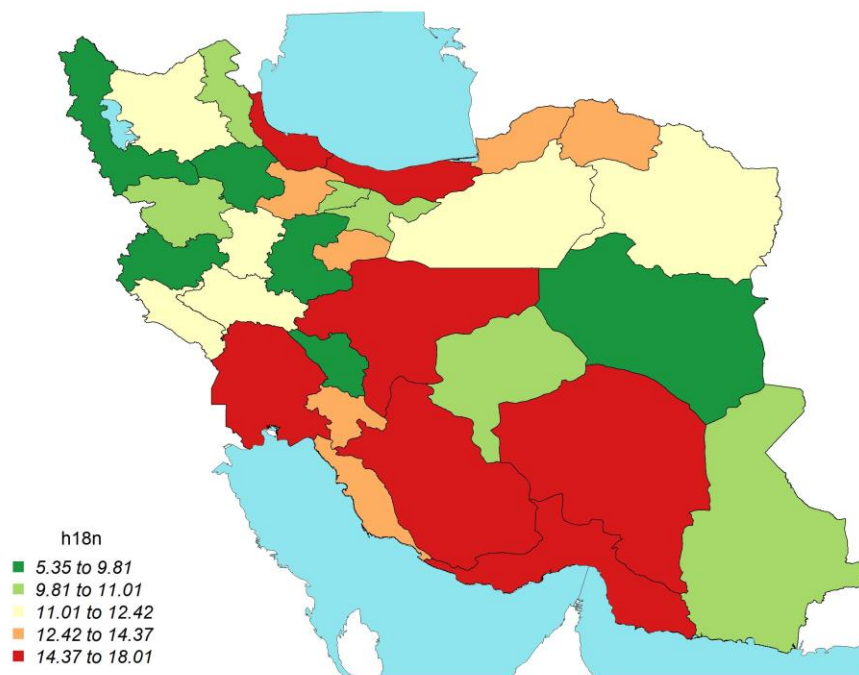 h18n
5.35 to 9.81
9.81 to 11.01
11.01 to 12.42
12.42 to 14.37
14.37 to 18.01